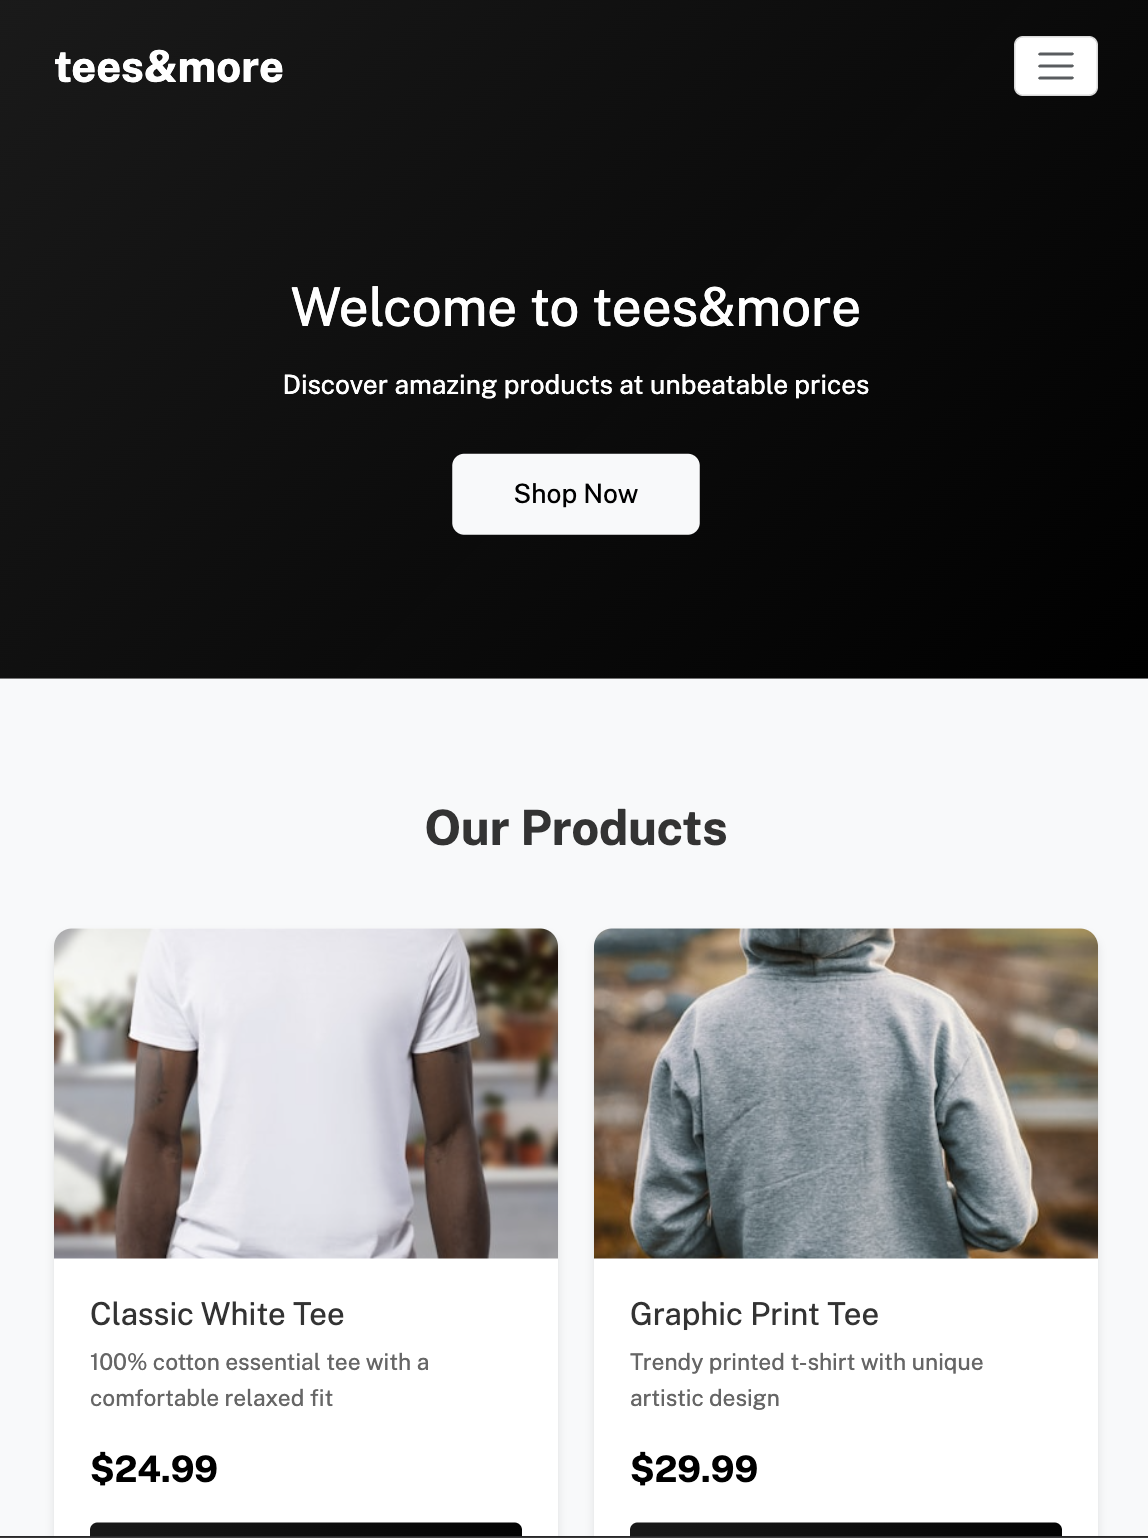 tees&more
Welcome to tees&more
Discover amazing products at unbeatable prices
Shop Now
Our Products
Classic White Tee
100% cotton essential tee with a
comfortable relaxed fit
$24.99
Graphic Print Tee
Trendy printed t-shirt with unique
artistic design
$29.99